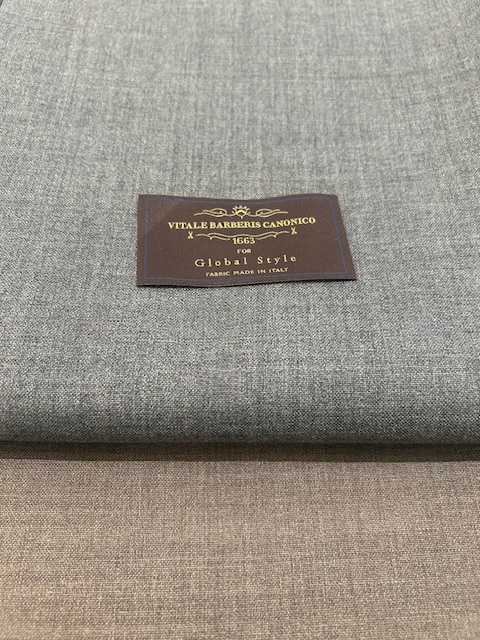 VITALE BARBERIS CANONICO
1663
FOR
Global Style
FABRIC MADE IN ITALY